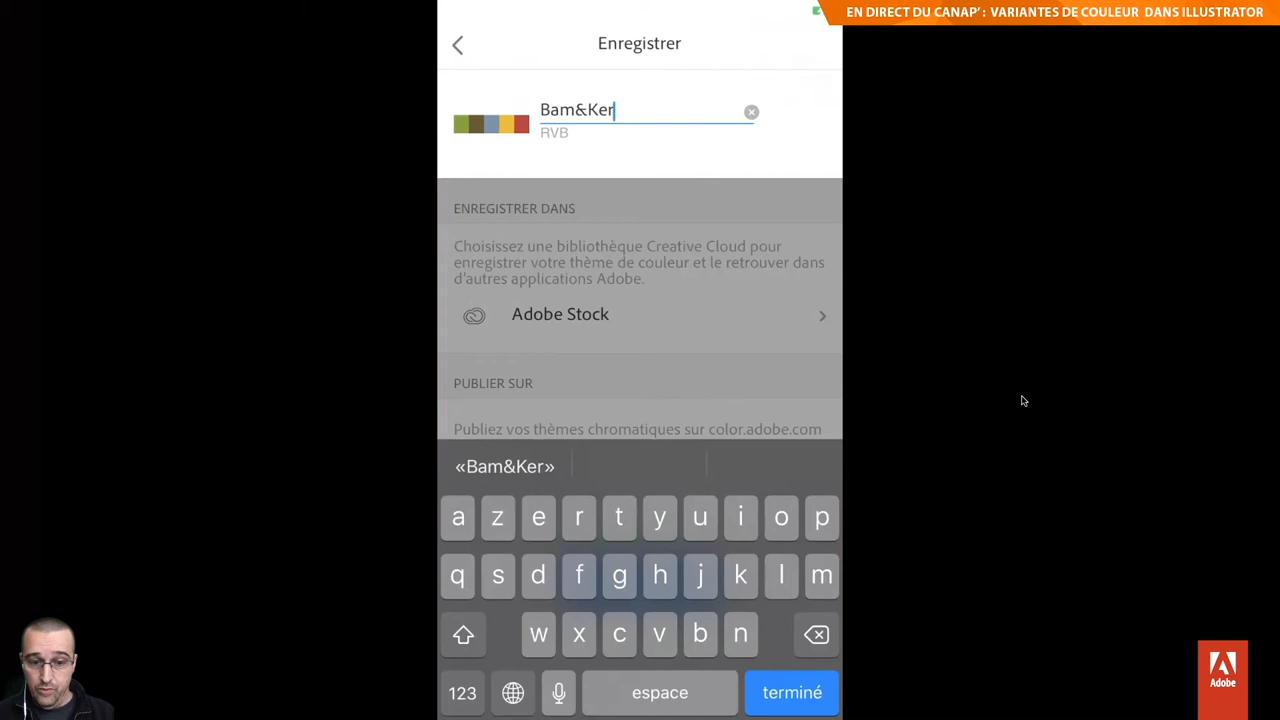 EN DIRECT DU CANAP' : VARIANTES DE COULEUR DANS ILLUSTRATOR
Enregistrer
Bam&Ker
RVB
ENREGISTRER DANS
Choisissez une bibliothèque Creative Cloud pour
enregistrer votre thème de couleur et le retrouver dans
d'autres applications Adobe.
Adobe Stock
PUBLIER SUR
Publiez vos thèmes chromatiques sur color.adobe.com
«Bam&Ker»
a z e r t y u i o p
q s d f g h j k l m
w x c v b n
123 espace terminé
Adobe